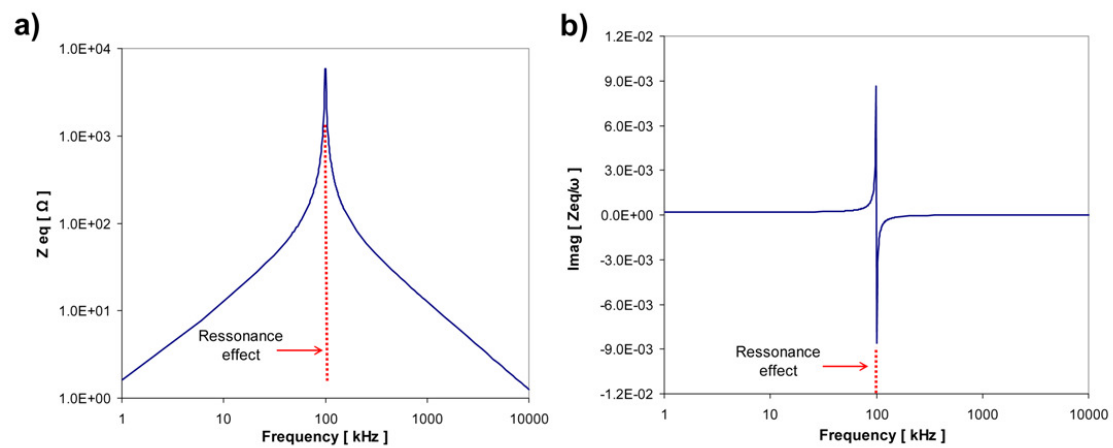 a)
1.0E+04
1.0E+03
1.0E+02
1.0E+01
1.0E+00
Z eq [ Ω ]
Ressonance
effect
1 10 100 1000 10000
Frequency [ kHz ]
b)
1.2E-02
9.0E-03
6.0E-03
3.0E-03
0.0E+00
-3.0E-03
-6.0E-03
-9.0E-03
-1.2E-02
Imag [ Zeq/ω ]
Ressonance
effect
1 10 100 1000 10000
Frequency [ kHz ]